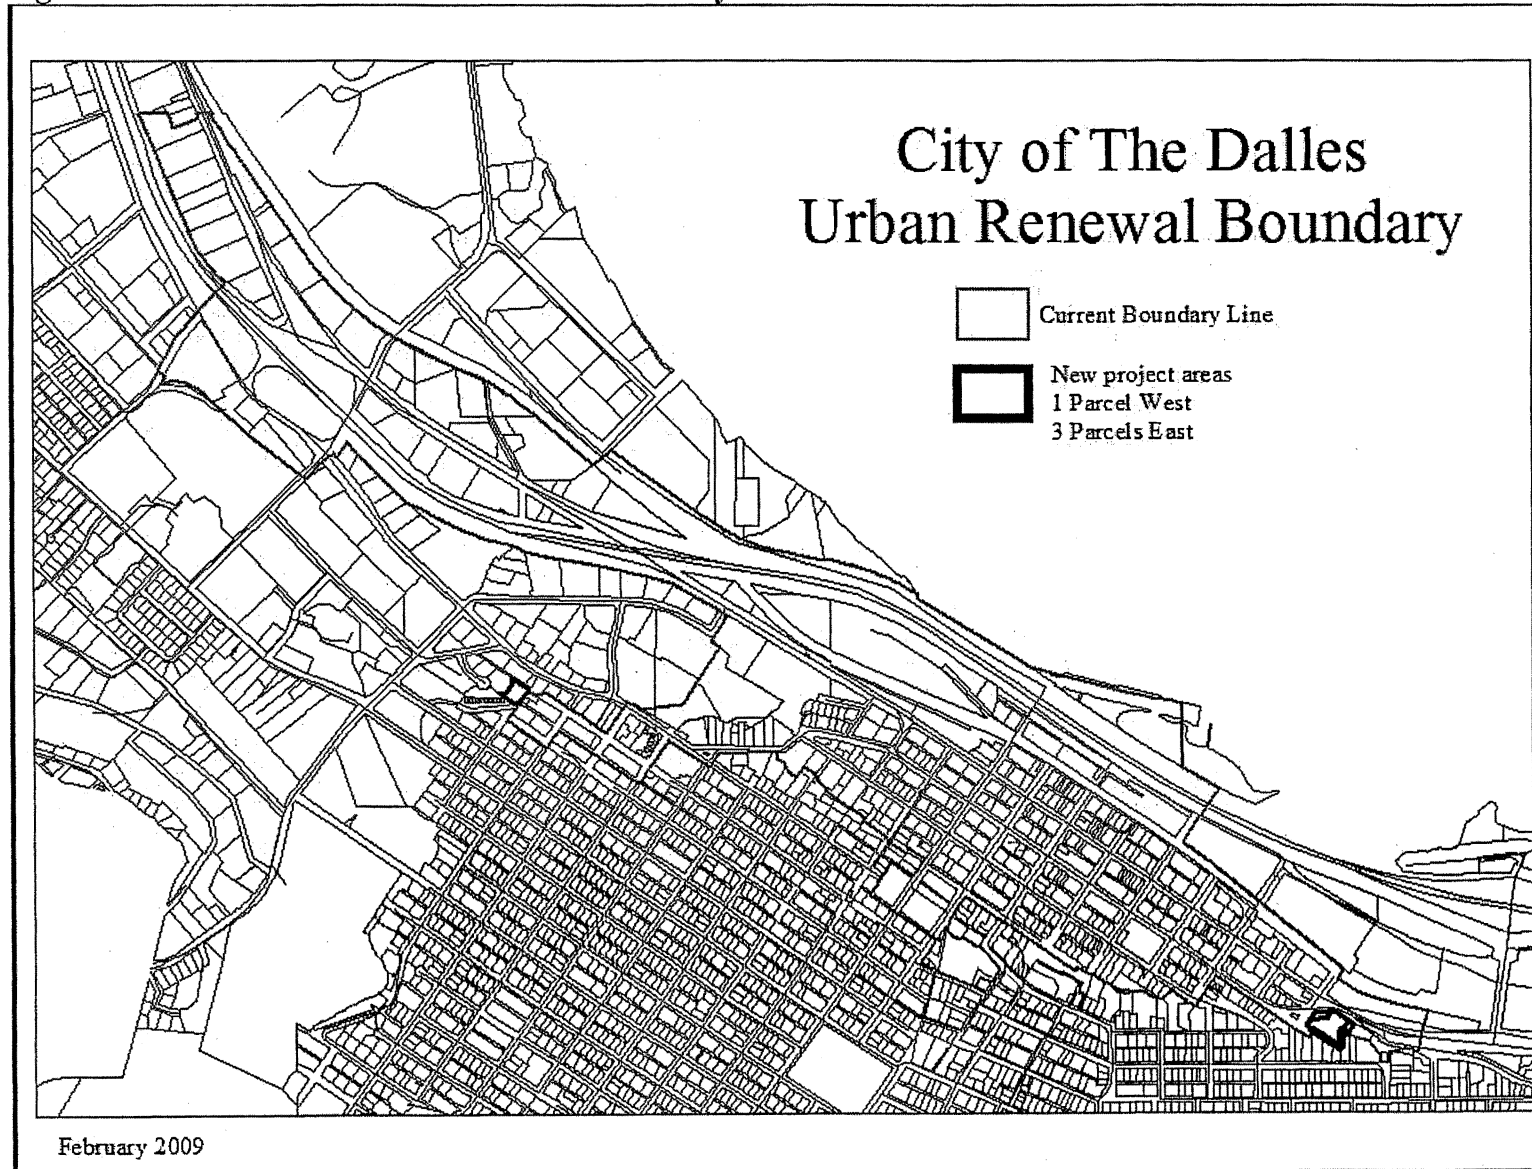 City of The Dalles
Urban Renewal Boundary
Current Boundary Line
New project areas
1 Parcel West
3 Parcels East
February 2009